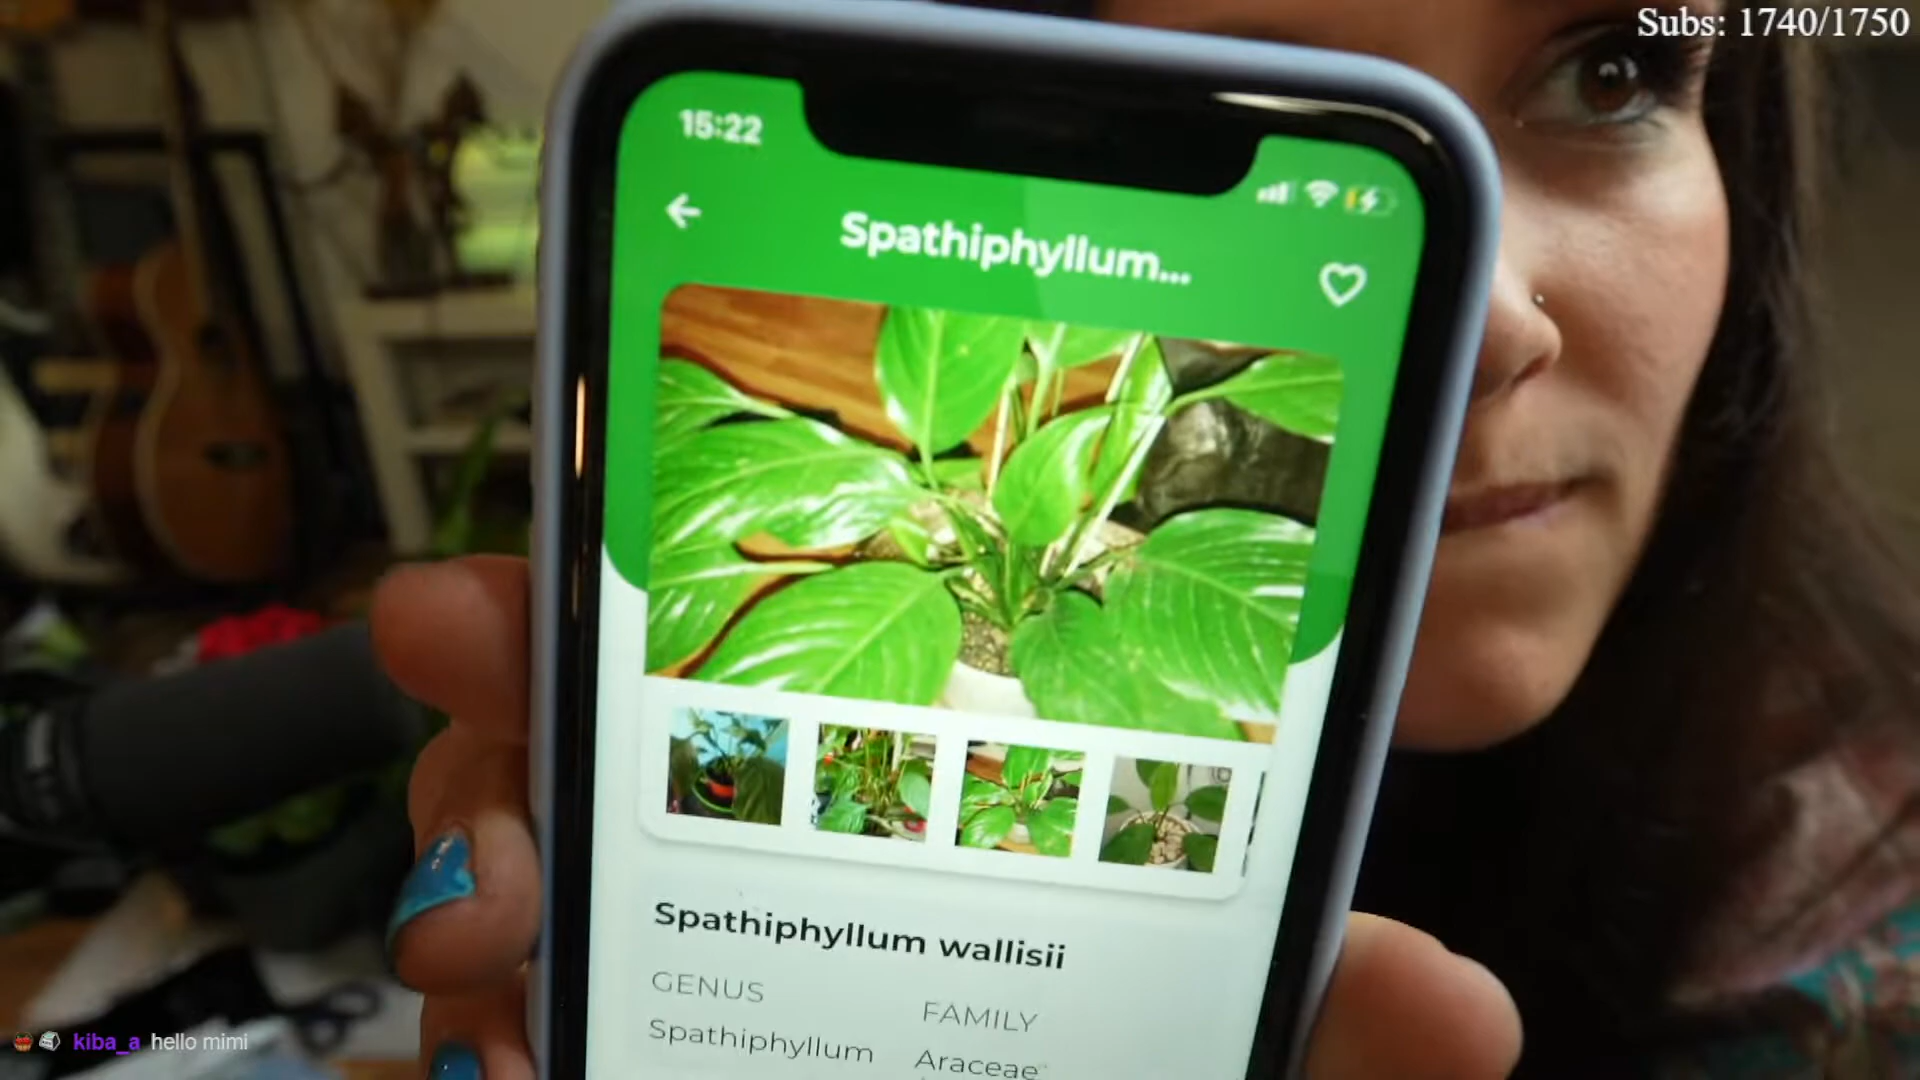 Subs: 1740/1750
15:22
Spathiphyllum...
Spathiphyllum wallisii
GENUS
FAMILY
Spathiphyllum
Araceae
kiba_a hello mimi